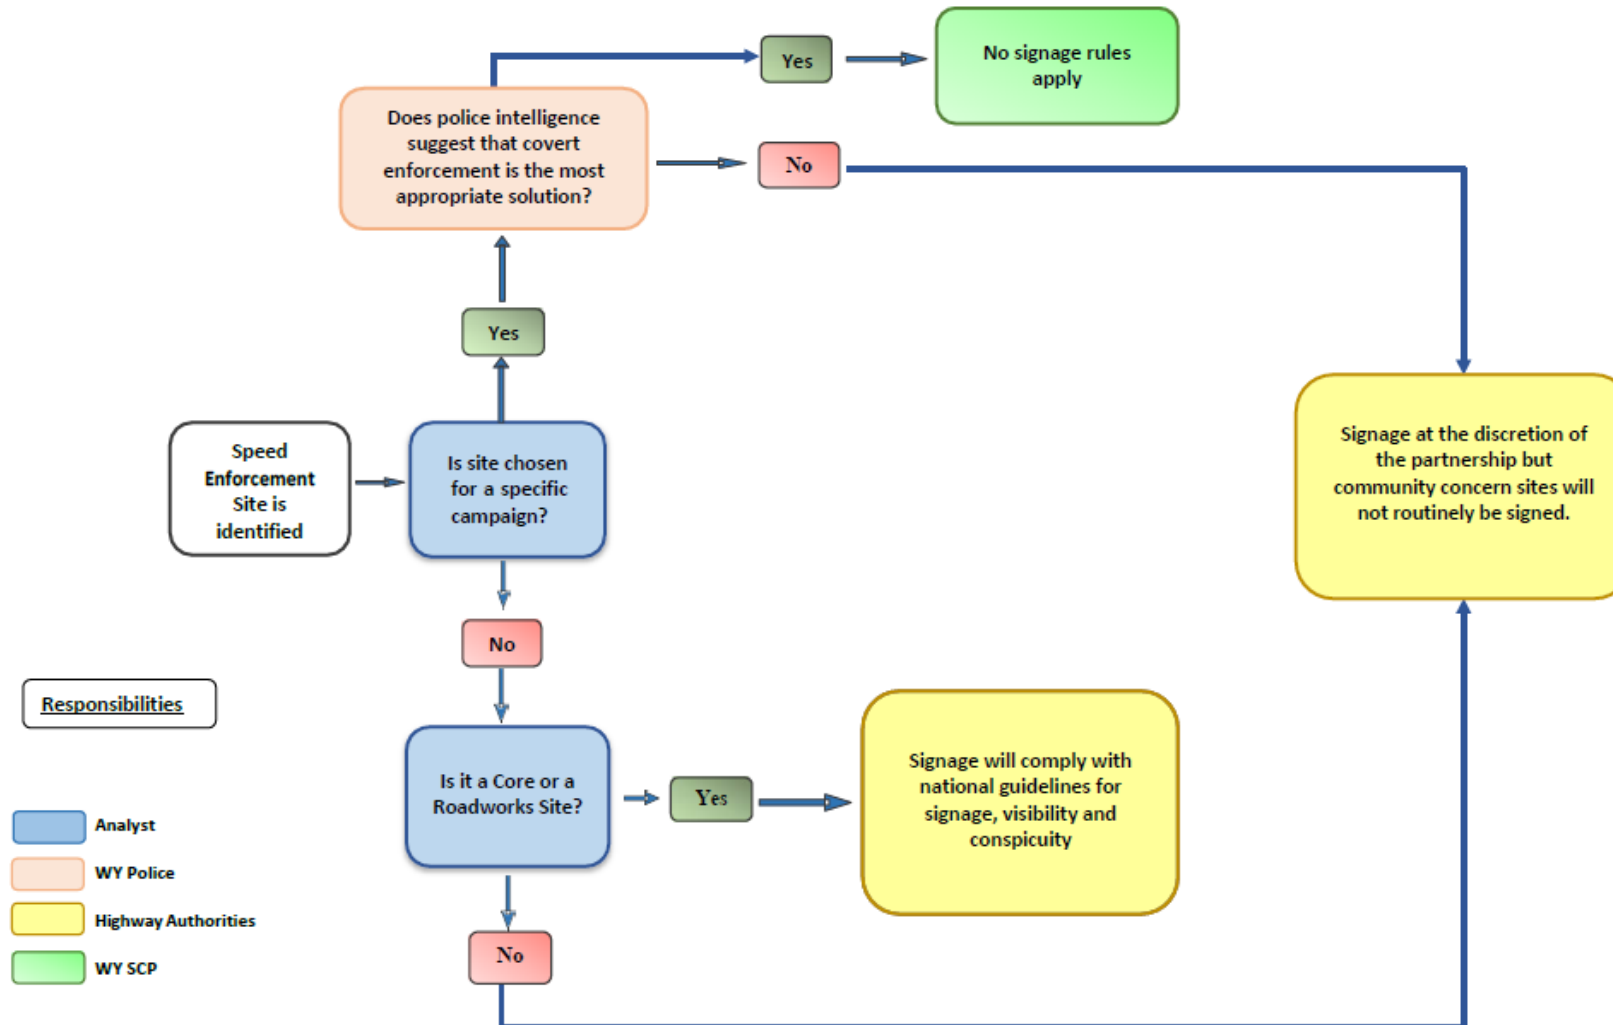 Yes
No signage rules
apply
Does police intelligence
suggest that covert
enforcement is the most
appropriate solution?
No
Yes
Speed
Enforcement
Site is
identified
Is site chosen
for a specific
campaign?
Signage at the discretion of
the partnership but
community concern sites will
not routinely be signed.
No
Responsibilities
Is it a Core or a
Roadworks Site?
Yes
Signage will comply with
national guidelines for
signage, visibility and
conspicuity
Analyst
WY Police
Highway Authorities
WY SCP
No